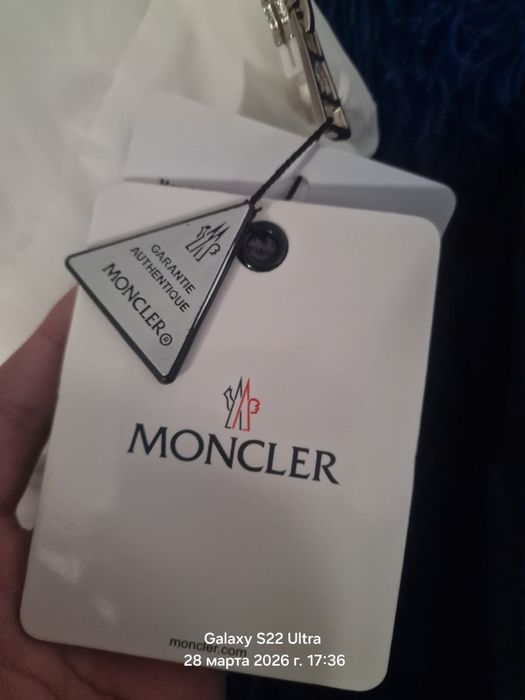 GARANTIE
AUTHENTIQUE
MONCLER®
MONCLER
moncler.com
Galaxy S22 Ultra
28 марта 2026 г. 17:36